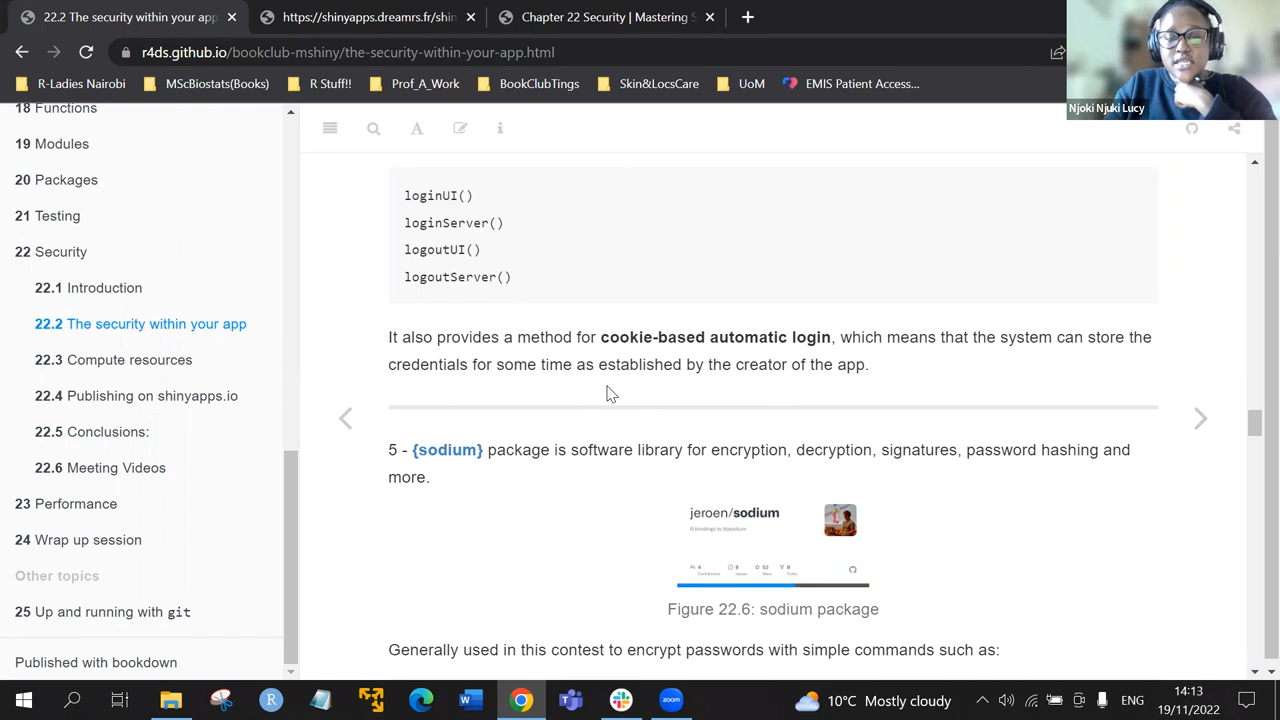 22.2 The security within your app
https://shinyapps.dreamrs.fr/shin
Chapter 22 Security | Mastering S
r4ds.github.io/bookclub-mshiny/the-security-within-your-app.html
R-Ladies Nairobi
MScBiostats(Books)
R Stuff!!
Prof_A_Work
BookClubTings
Skin&LocsCare
UoM
EMIS Patient Access...
Njoki Njuki Lucy
18 Functions
19 Modules
20 Packages
21 Testing
22 Security
22.1 Introduction
22.2 The security within your app
22.3 Compute resources
22.4 Publishing on shinyapps.io
22.5 Conclusions:
22.6 Meeting Videos
23 Performance
24 Wrap up session
Other topics
25 Up and running with git
Published with bookdown
loginUI()
loginServer()
logoutUI()
logoutServer()
It also provides a method for cookie-based automatic login, which means that the system can store the
credentials for some time as established by the creator of the app.
5 - {sodium} package is software library for encryption, decryption, signatures, password hashing and
more.
jeroen/sodium
R bindings to libsodium
Figure 22.6: sodium package
Generally used in this contest to encrypt passwords with simple commands such as:
10°C Mostly cloudy
ENG
14:13
19/11/2022
zoom